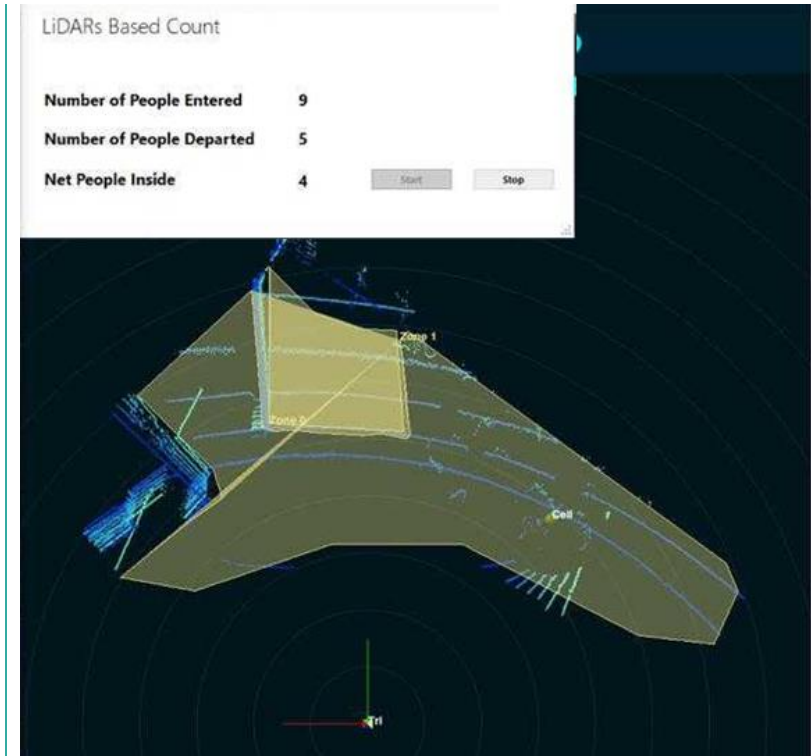 LiDARs Based Count
Number of People Entered 9
Number of People Departed 5
Net People Inside 4 Start Stop
Zone 1
Zone 0
Cell
Tri